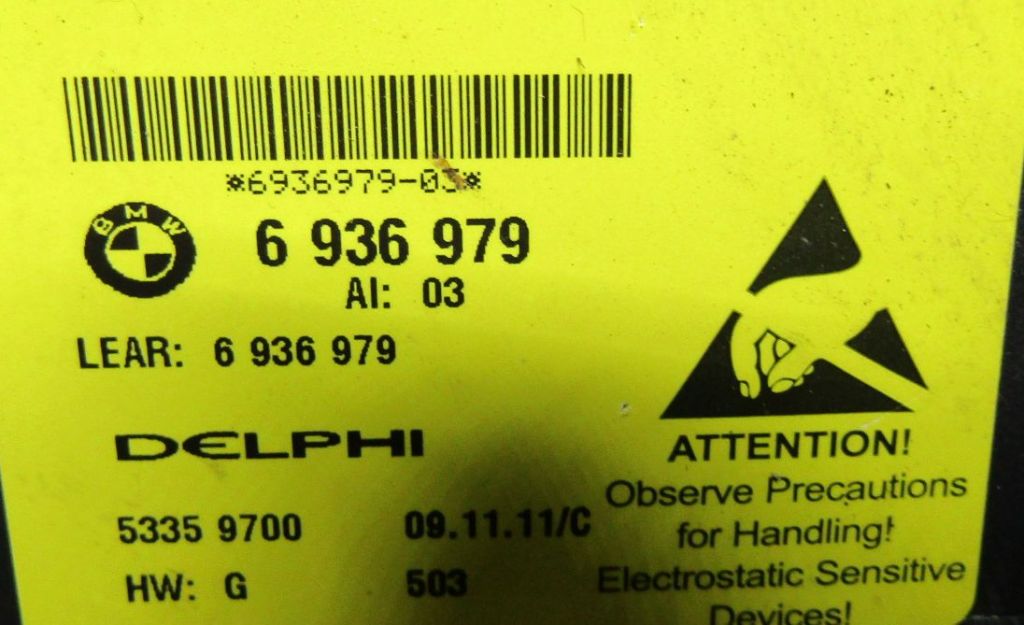 *6936979-03*
BMW
6 936 979
AI: 03
LEAR: 6 936 979
DELPHI
5335 9700 09.11.11/C
HW: G 503
ATTENTION!
Observe Precautions
for Handling!
Electrostatic Sensitive
Devices!